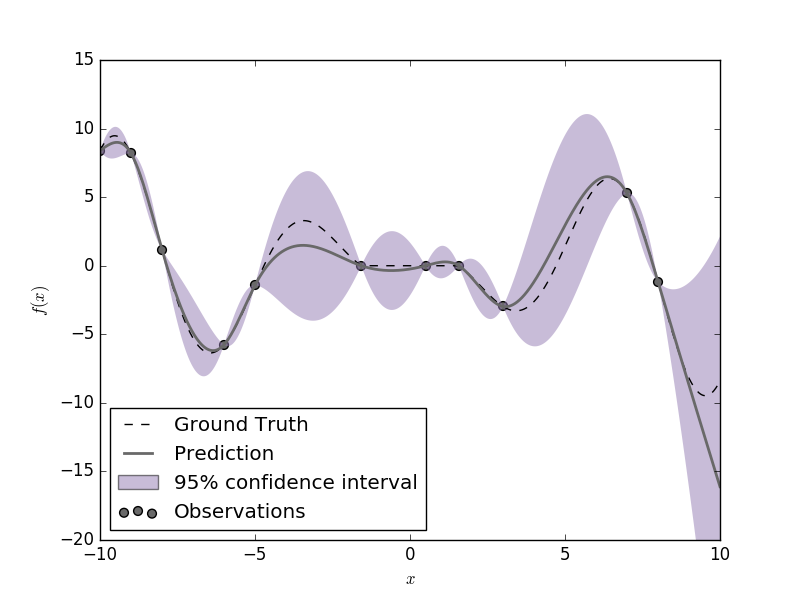 15
10
5
0
−5
−10
−15
−20
f(x)
Ground Truth
Prediction
95% confidence interval
Observations
−10 −5 0 5 10
x